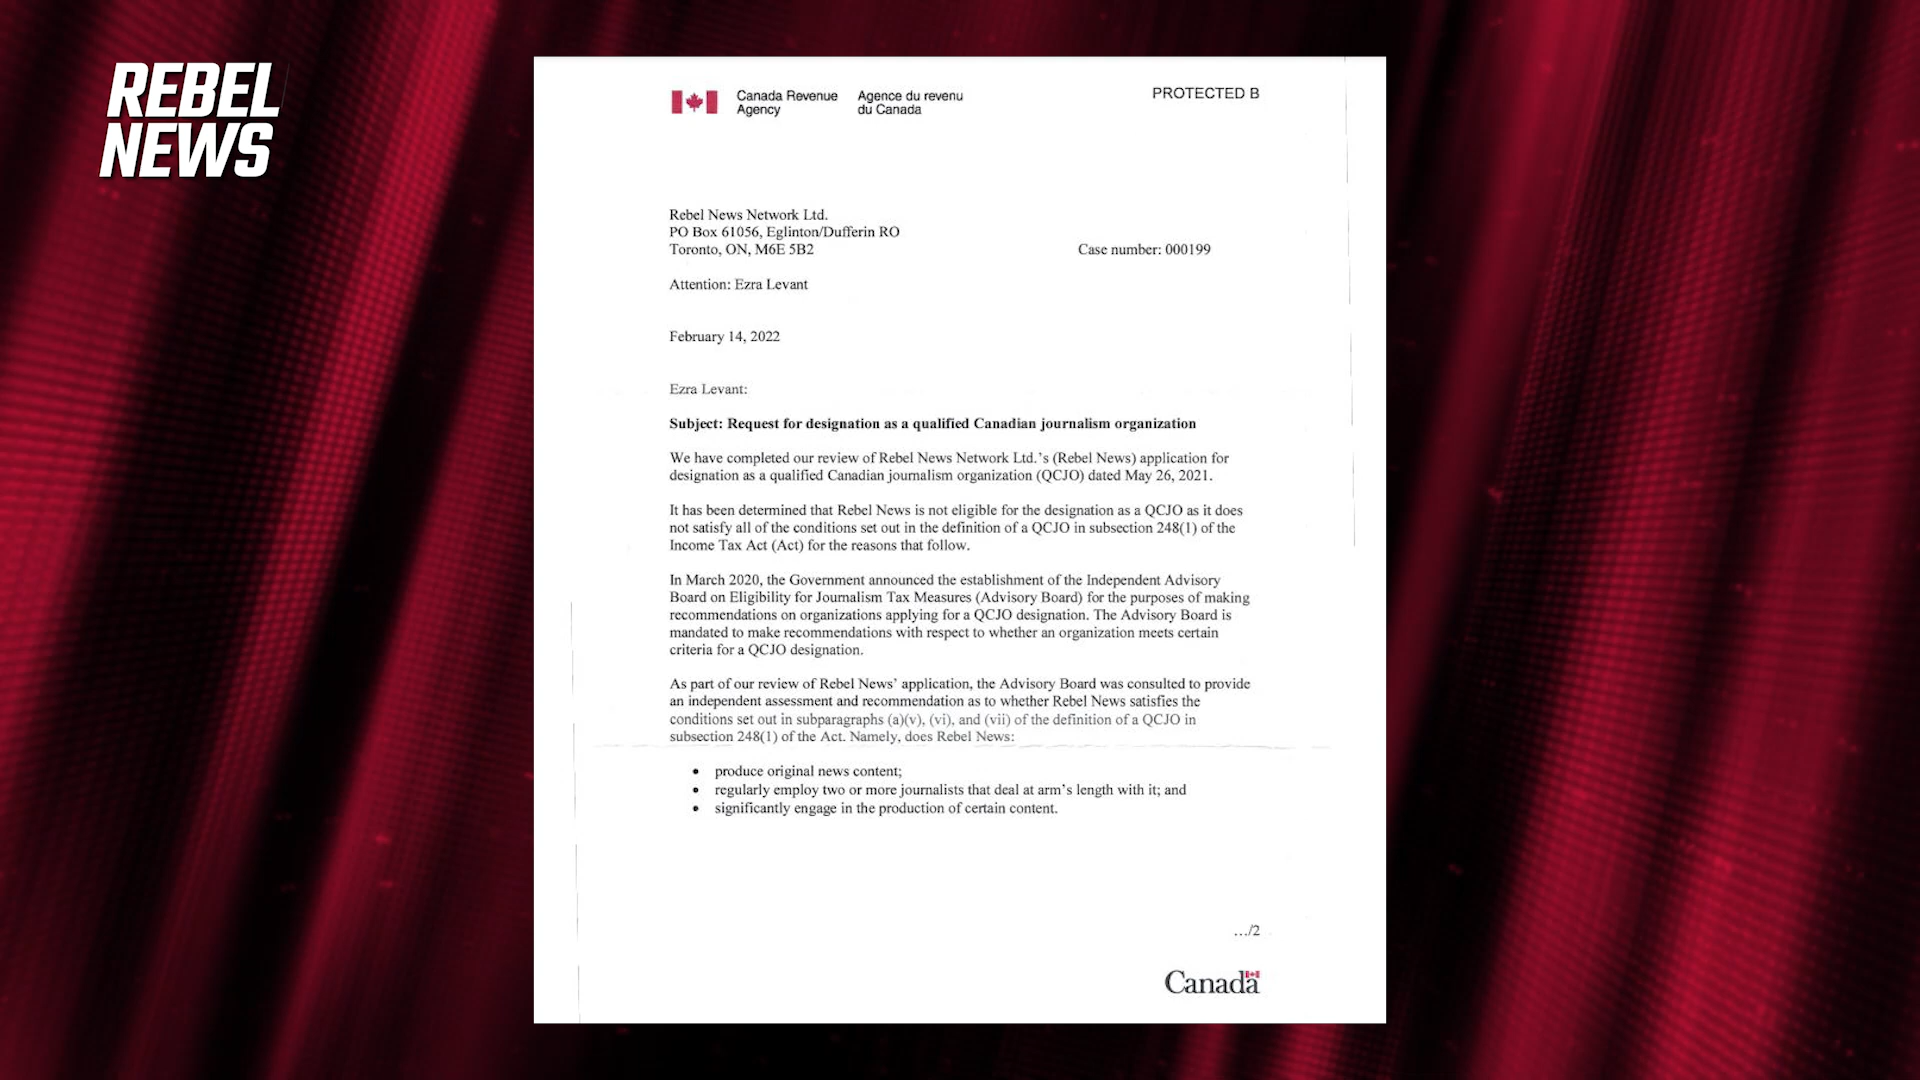 REBEL
NEWS
Canada Revenue Agency
Agence du revenu du Canada
PROTECTED B
Rebel News Network Ltd.
PO Box 61056, Eglinton/Dufferin RO
Toronto, ON, M6E 5B2
Case number: 000199
Attention: Ezra Levant
February 14, 2022
Ezra Levant:
Subject: Request for designation as a qualified Canadian journalism organization
We have completed our review of Rebel News Network Ltd.'s (Rebel News) application for
designation as a qualified Canadian journalism organization (QCJO) dated May 26, 2021.
It has been determined that Rebel News is not eligible for the designation as a QCJO as it does
not satisfy all of the conditions set out in the definition of a QCJO in subsection 248(1) of the
Income Tax Act (Act) for the reasons that follow.
In March 2020, the Government announced the establishment of the Independent Advisory
Board on Eligibility for Journalism Tax Measures (Advisory Board) for the purposes of making
recommendations on organizations applying for a QCJO designation. The Advisory Board is
mandated to make recommendations with respect to whether an organization meets certain
criteria for a QCJO designation.
As part of our review of Rebel News' application, the Advisory Board was consulted to provide
an independent assessment and recommendation as to whether Rebel News satisfies the
conditions set out in subparagraphs (a)(v), (vi), and (vii) of the definition of a QCJO in
subsection 248(1) of the Act. Namely, does Rebel News:
• produce original news content;
• regularly employ two or more journalists that deal at arm's length with it; and
• significantly engage in the production of certain content.
.../2
Canada